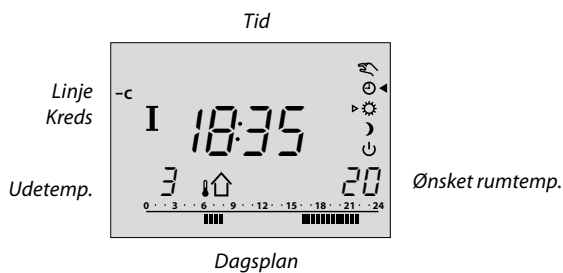 Tid
Linje
Kreds
-c
I
18:35
Udetemp.
3
20
Ønsket rumtemp.
0 · · 3 · · 6 · · 9 · · 12 · · 15 · · 18 · · 21 · · 24
Dagsplan